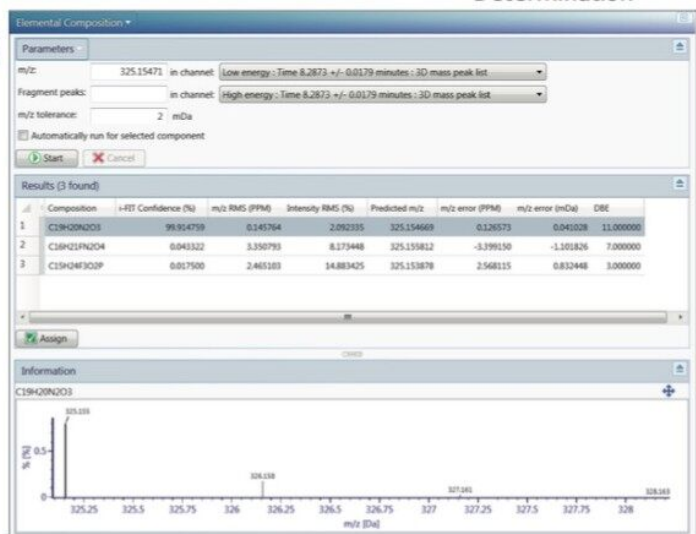 Determination
Elemental Composition
Parameters
m/z: 325.15471 in channel: Low energy : Time 8.2873 +/- 0.0179 minutes : 3D mass peak list
Fragment peaks: in channel: High energy : Time 8.2873 +/- 0.0179 minutes : 3D mass peak list
m/z tolerance: 2 mDa
Automatically run for selected component
Start Cancel
Results (3 found)
Composition i-FIT Confidence (%) m/z RMS (PPM) Intensity RMS (%) Predicted m/z m/z error (PPM) m/z error (mDa) DBE
1 C19H20N2O3 99.914759 0.145764 2.092335 325.154669 0.126573 0.041028 11.000000
2 C16H21FN2O4 0.043322 3.350793 8.173448 325.155812 -3.399150 -1.101826 7.000000
3 C15H24F3O2P 0.017500 2.465103 14.883425 325.153878 2.568115 0.832448 3.000000
Assign
Information
C19H20N2O3
325.155
326.158
327.161
328.163
% [%]
0.5
0
325.25 325.5 325.75 326 326.25 326.5 326.75 327 327.25 327.5 327.75 328
m/z [Da]